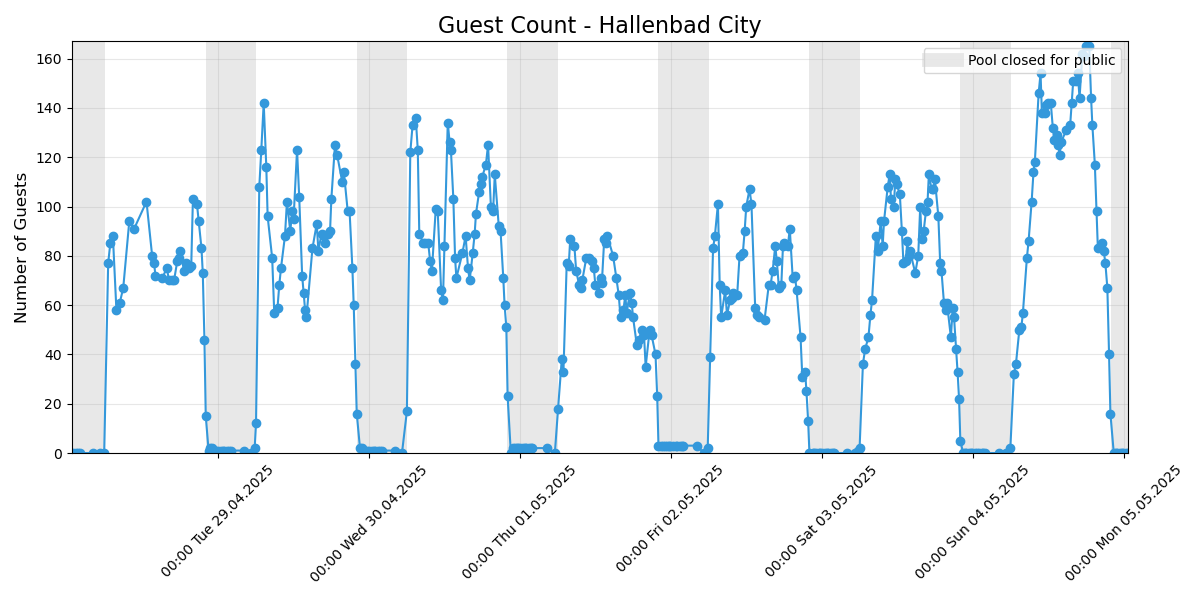 Guest Count - Hallenbad City
Pool closed for public
Number of Guests
160
140
120
100
80
60
40
20
0
00:00 Tue 29.04.2025
00:00 Wed 30.04.2025
00:00 Thu 01.05.2025
00:00 Fri 02.05.2025
00:00 Sat 03.05.2025
00:00 Sun 04.05.2025
00:00 Mon 05.05.2025